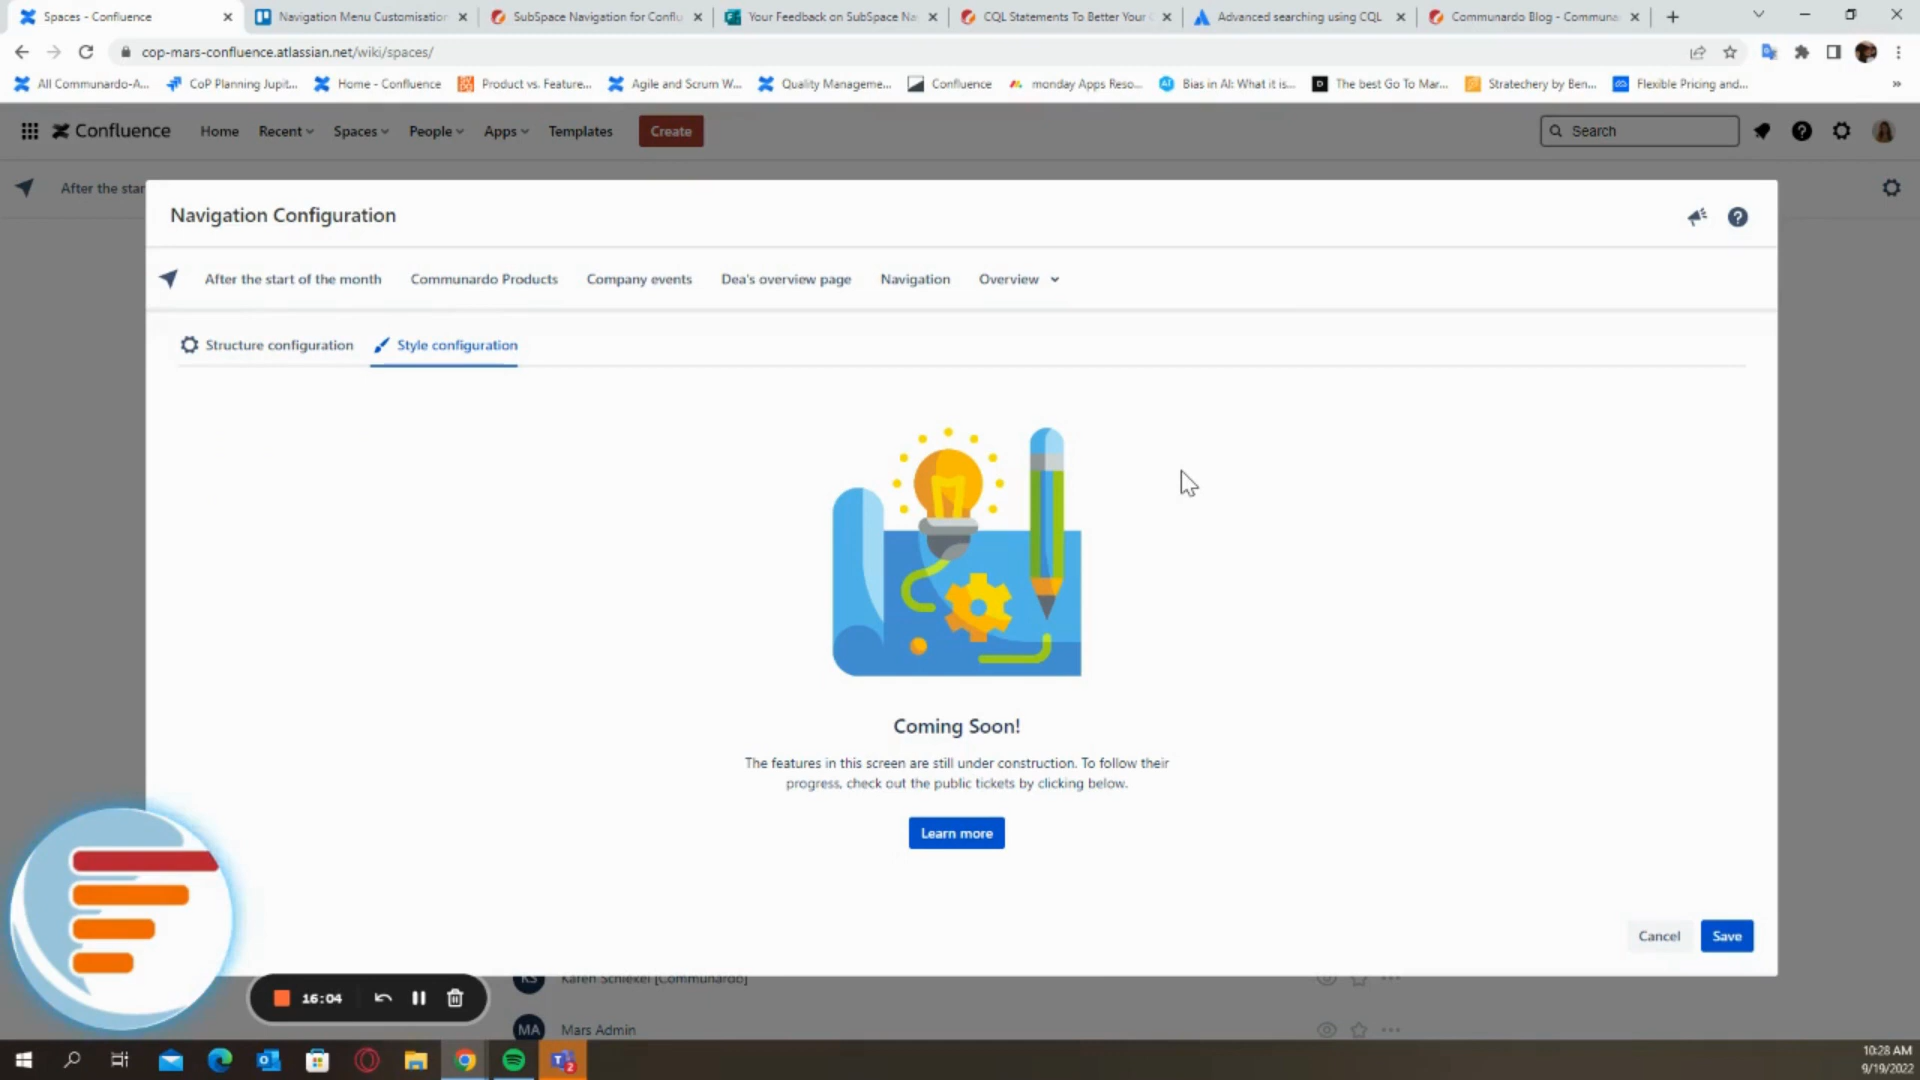 Spaces - Confluence
Navigation Menu Customisation
SubSpace Navigation for Conflu
Your Feedback on SubSpace Na
CQL Statements To Better Your
Advanced searching using CQL
Communardo Blog - Communa
cop-mars-confluence.atlassian.net/wiki/spaces/
All Communardo-A...
CoP Planning Jupit...
Home - Confluence
Product vs. Feature...
Agile and Scrum W...
Quality Manageme...
Confluence
monday Apps Reso...
Bias in AI: What it is...
The best Go To Mar...
Stratechery by Ben...
Flexible Pricing and...
»
Confluence
Home
Recent
Spaces
People
Apps
Templates
Create
Search
After the star
Navigation Configuration
After the start of the month
Communardo Products
Company events
Dea's overview page
Navigation
Overview
Structure configuration
Style configuration
Coming Soon!
The features in this screen are still under construction. To follow their
progress, check out the public tickets by clicking below.
Learn more
Cancel
Save
KS
Karen Schiekel [Communardo]
16:04
MA
Mars Admin
10:28 AM
9/19/2022